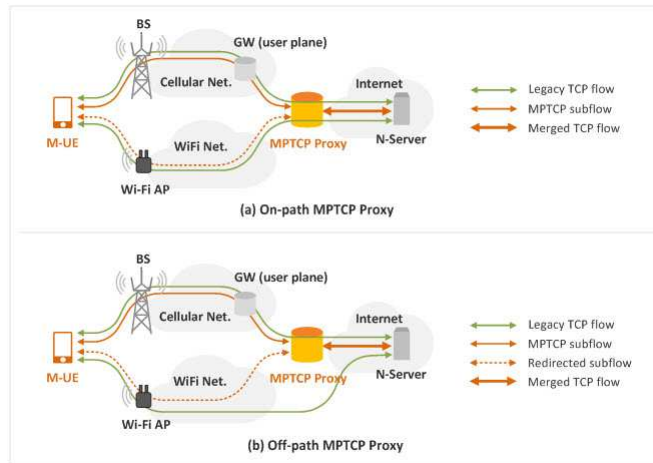 BS
GW (user plane)
Cellular Net.
Internet
M-UE
WiFi Net.
MPTCP Proxy
N-Server
Wi-Fi AP
Legacy TCP flow
MPTCP subflow
Merged TCP flow
(a) On-path MPTCP Proxy
BS
GW (user plane)
Cellular Net.
Internet
M-UE
WiFi Net.
MPTCP Proxy
N-Server
Wi-Fi AP
Legacy TCP flow
MPTCP subflow
Redirected subflow
Merged TCP flow
(b) Off-path MPTCP Proxy